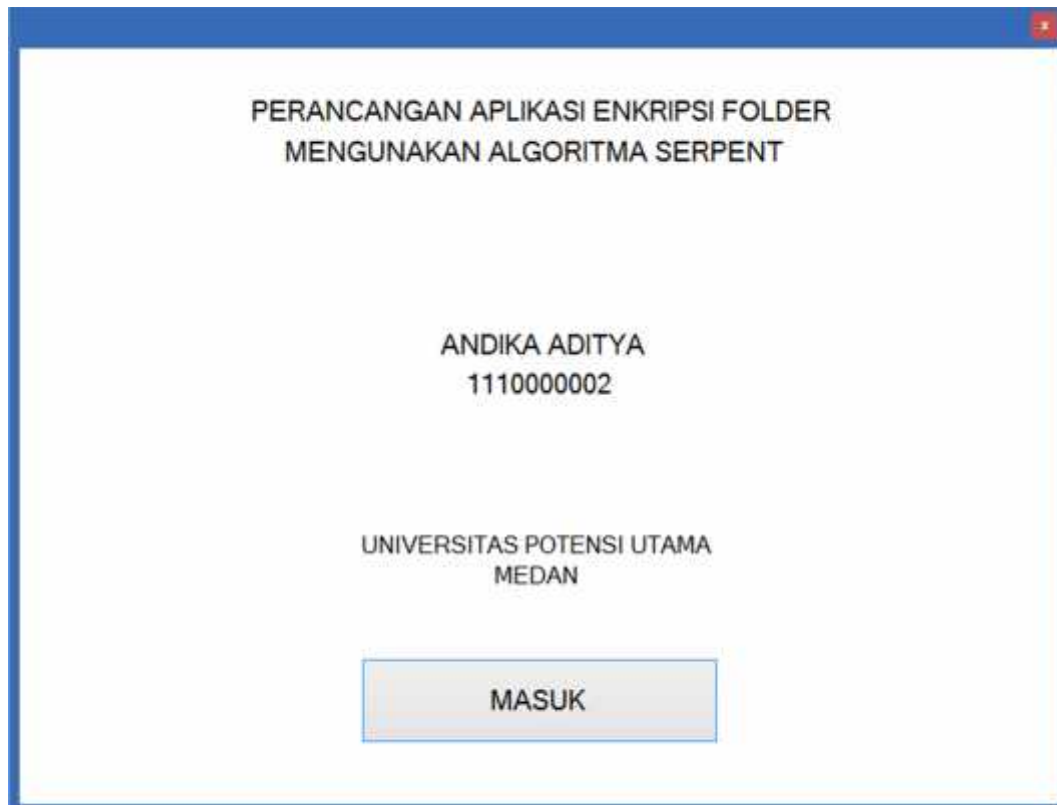 PERANCANGAN APLIKASI ENKRIPSI FOLDER
MENGUNAKAN ALGORITMA SERPENT
ANDIKA ADITYA
1110000002
UNIVERSITAS POTENSI UTAMA
MEDAN
MASUK